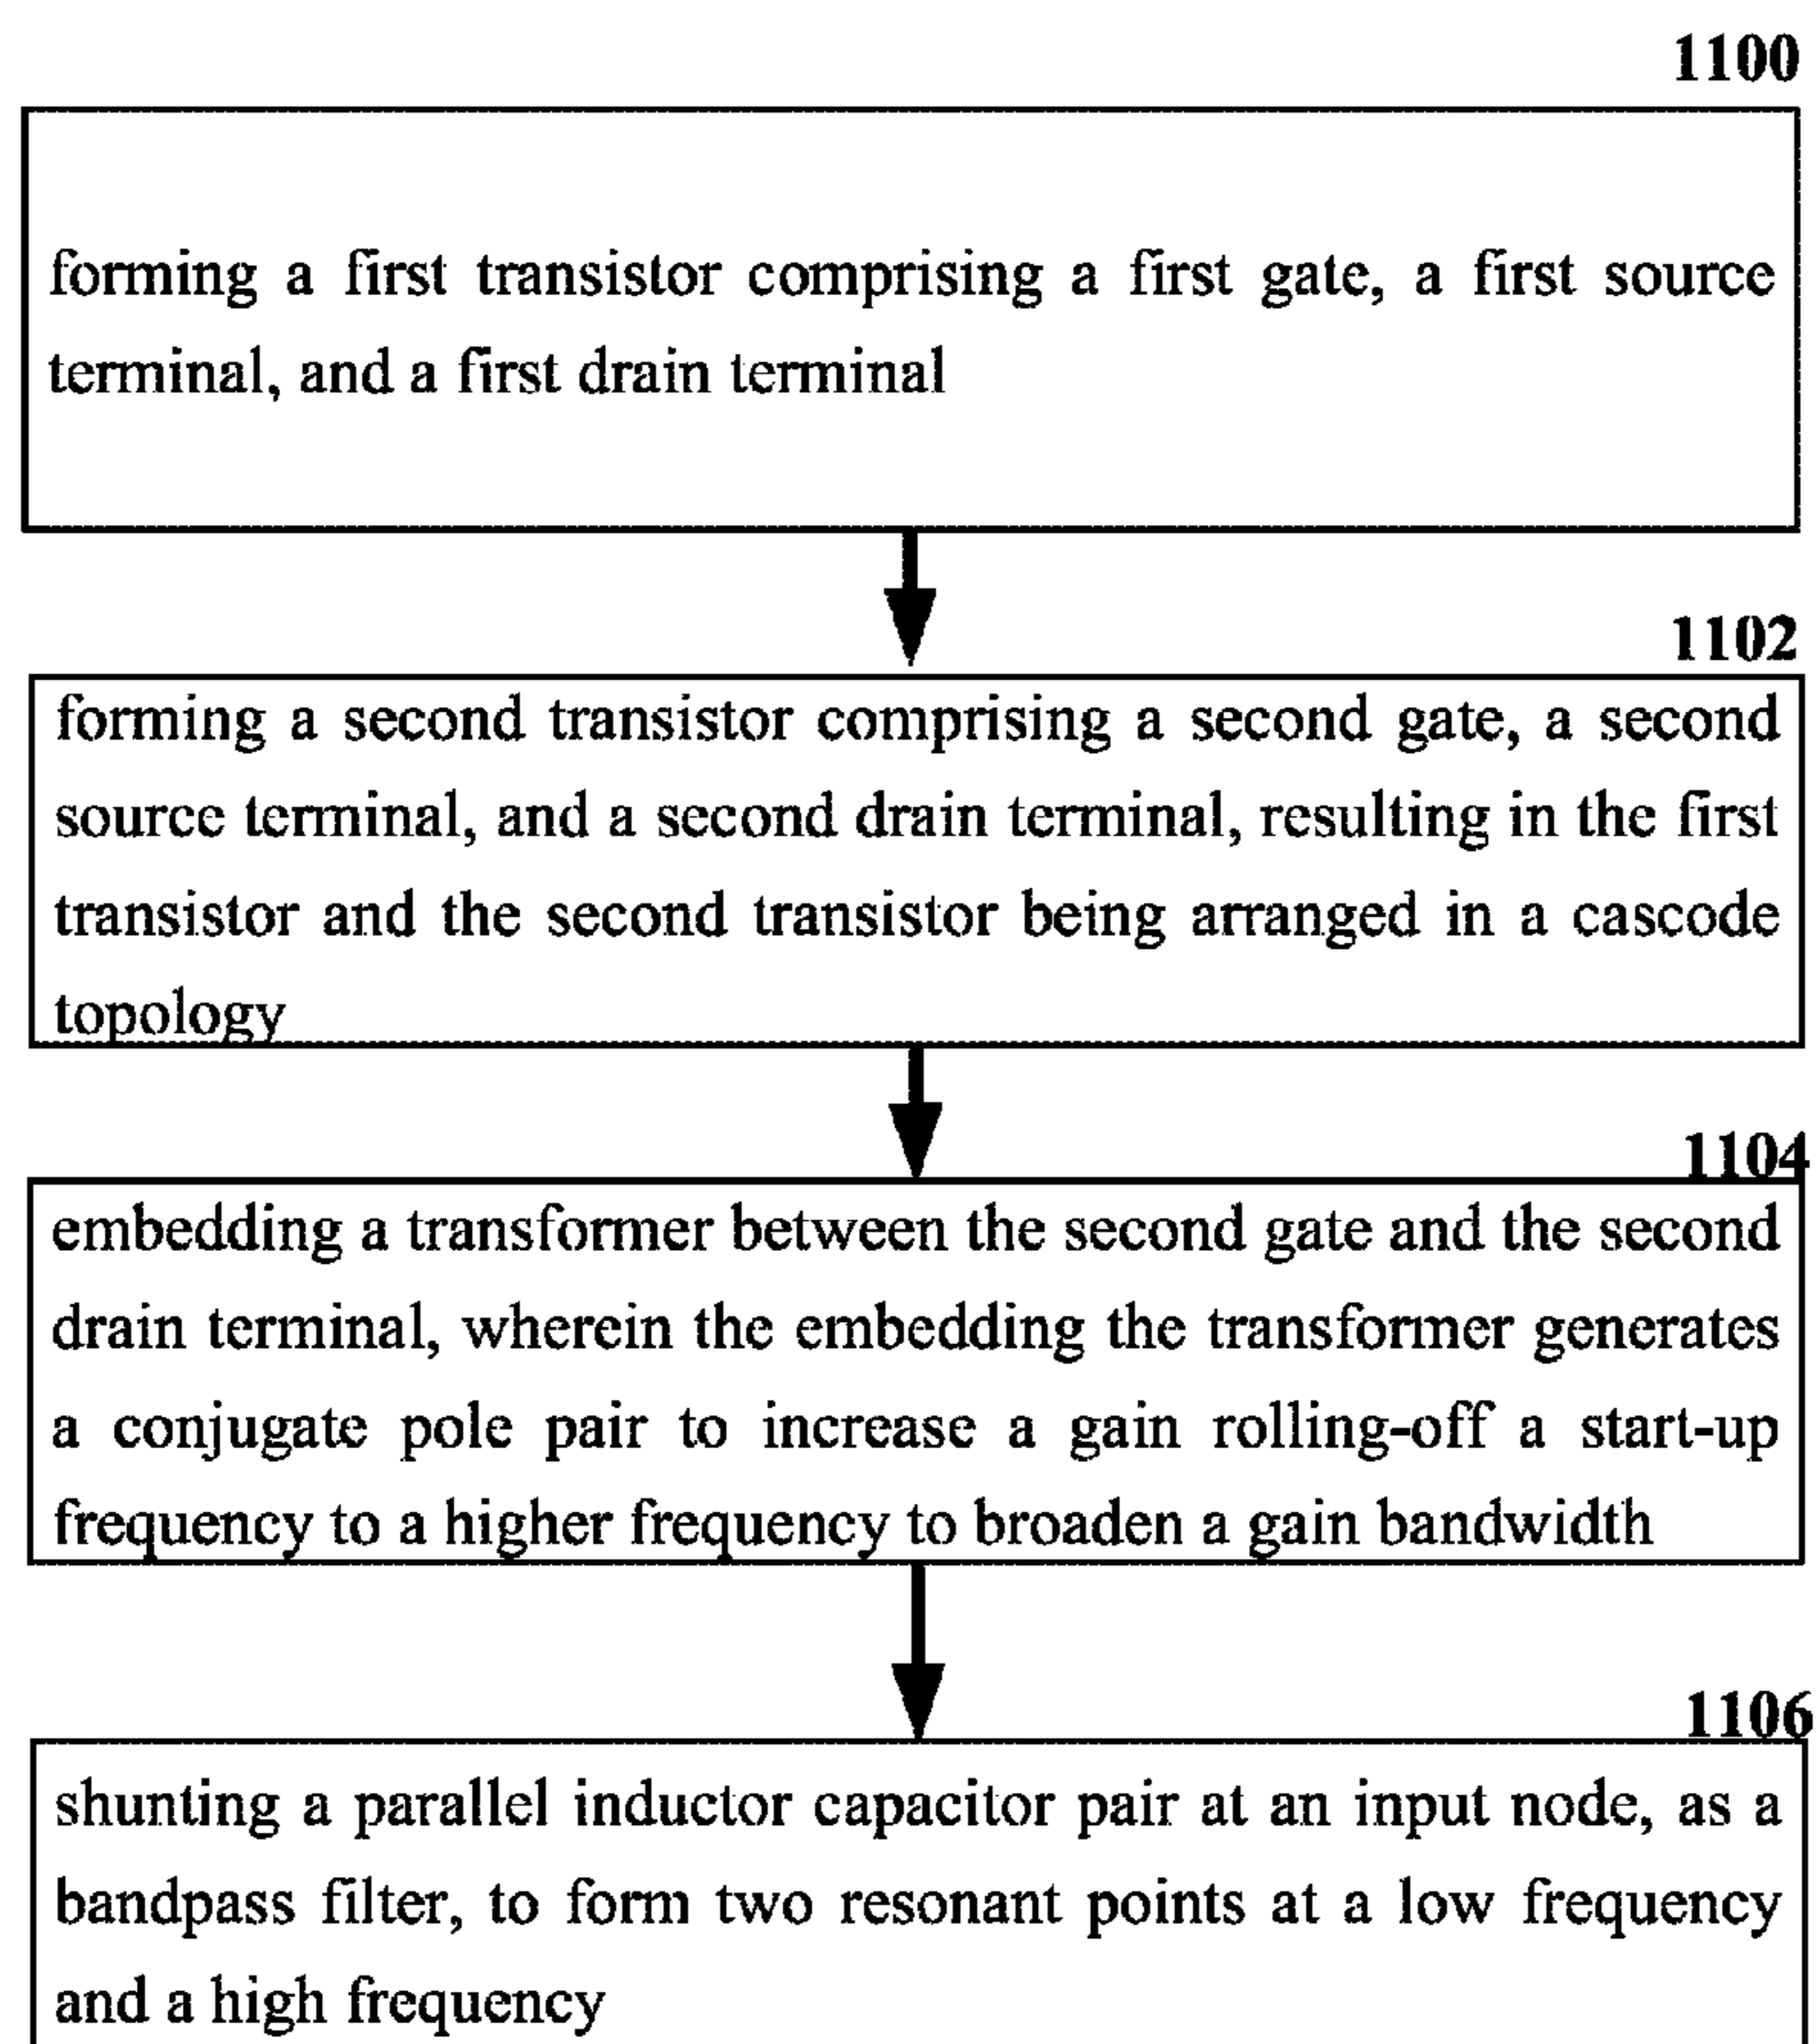 1100
forming a first transistor comprising a first gate, a first source
terminal, and a first drain terminal
1102
forming a second transistor comprising a second gate, a second
source terminal, and a second drain terminal, resulting in the first
transistor and the second transistor being arranged in a cascode
topology
1104
embedding a transformer between the second gate and the second
drain terminal, wherein the embedding the transformer generates
a conjugate pole pair to increase a gain rolling-off a start-up
frequency to a higher frequency to broaden a gain bandwidth
1106
shunting a parallel inductor capacitor pair at an input node, as a
bandpass filter, to form two resonant points at a low frequency
and a high frequency